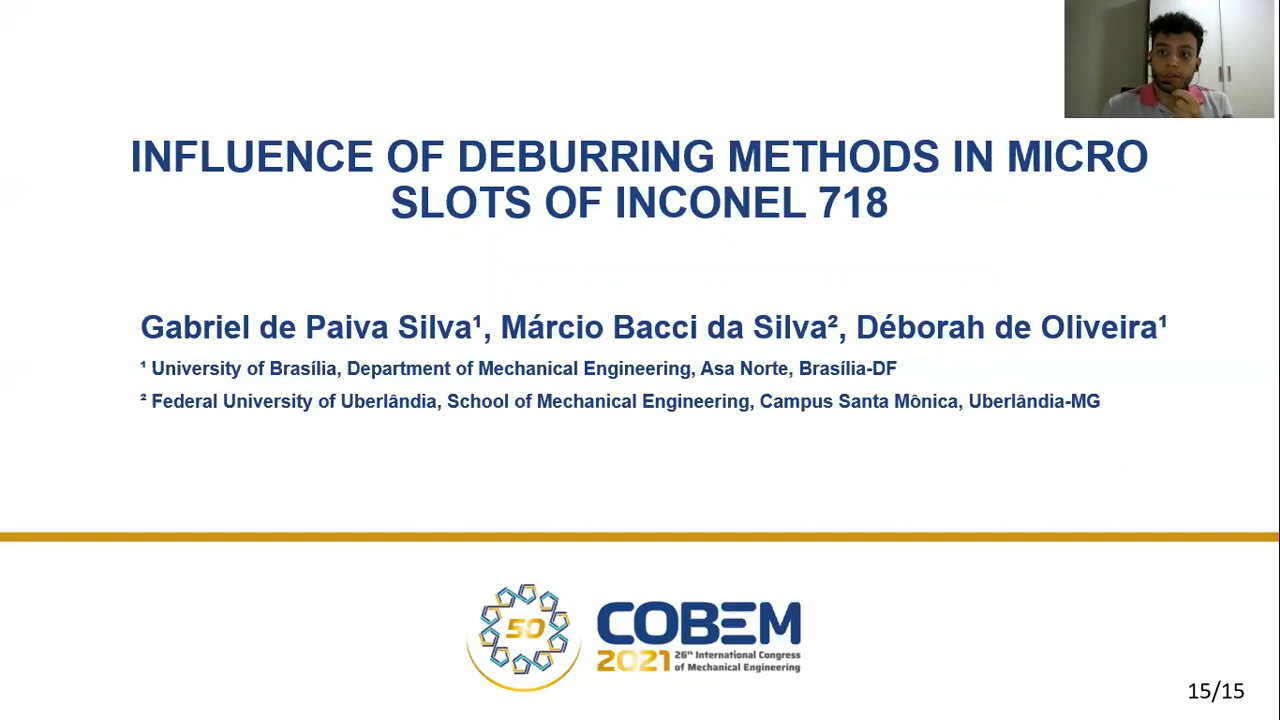 INFLUENCE OF DEBURRING METHODS IN MICRO
SLOTS OF INCONEL 718
Gabriel de Paiva Silva¹, Márcio Bacci da Silva², Déborah de Oliveira¹
¹ University of Brasília, Department of Mechanical Engineering, Asa Norte, Brasília-DF
² Federal University of Uberlândia, School of Mechanical Engineering, Campus Santa Mônica, Uberlândia-MG
50
COBEM
2021 26th International Congress
of Mechanical Engineering
15/15